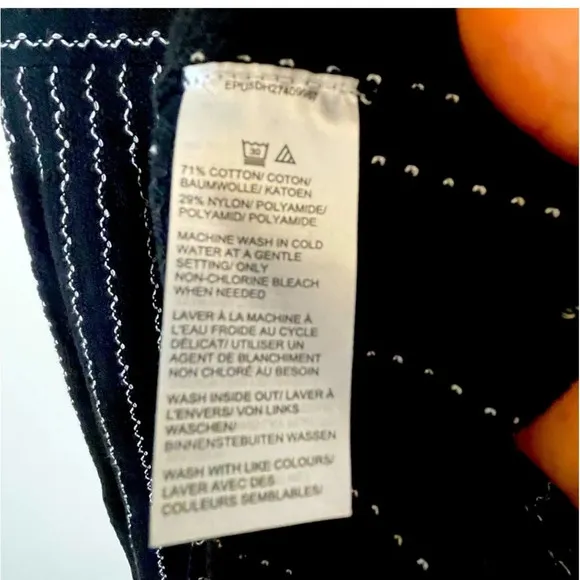 30
71% COTTON/ COTON/
BAUMWOLLE/ KATOEN
29% NYLON/ POLYAMIDE/
POLYAMID/ POLYAMIDE
MACHINE WASH IN COLD
WATER AT A GENTLE
SETTING/ ONLY
NON-CHLORINE BLEACH
WHEN NEEDED
LAVER À LA MACHINE À
L'EAU FROIDE AU CYCLE
DÉLICAT/ UTILISER UN
AGENT DE BLANCHIMENT
NON CHLORÉ AU BESOIN
WASH INSIDE OUT/ LAVER À
L'ENVERS/ VON LINKS
WASCHEN/
BINNENSTEBUITEN WASSEN
WASH WITH LIKE COLOURS/
LAVER AVEC DES
COULEURS SEMBLABLES/